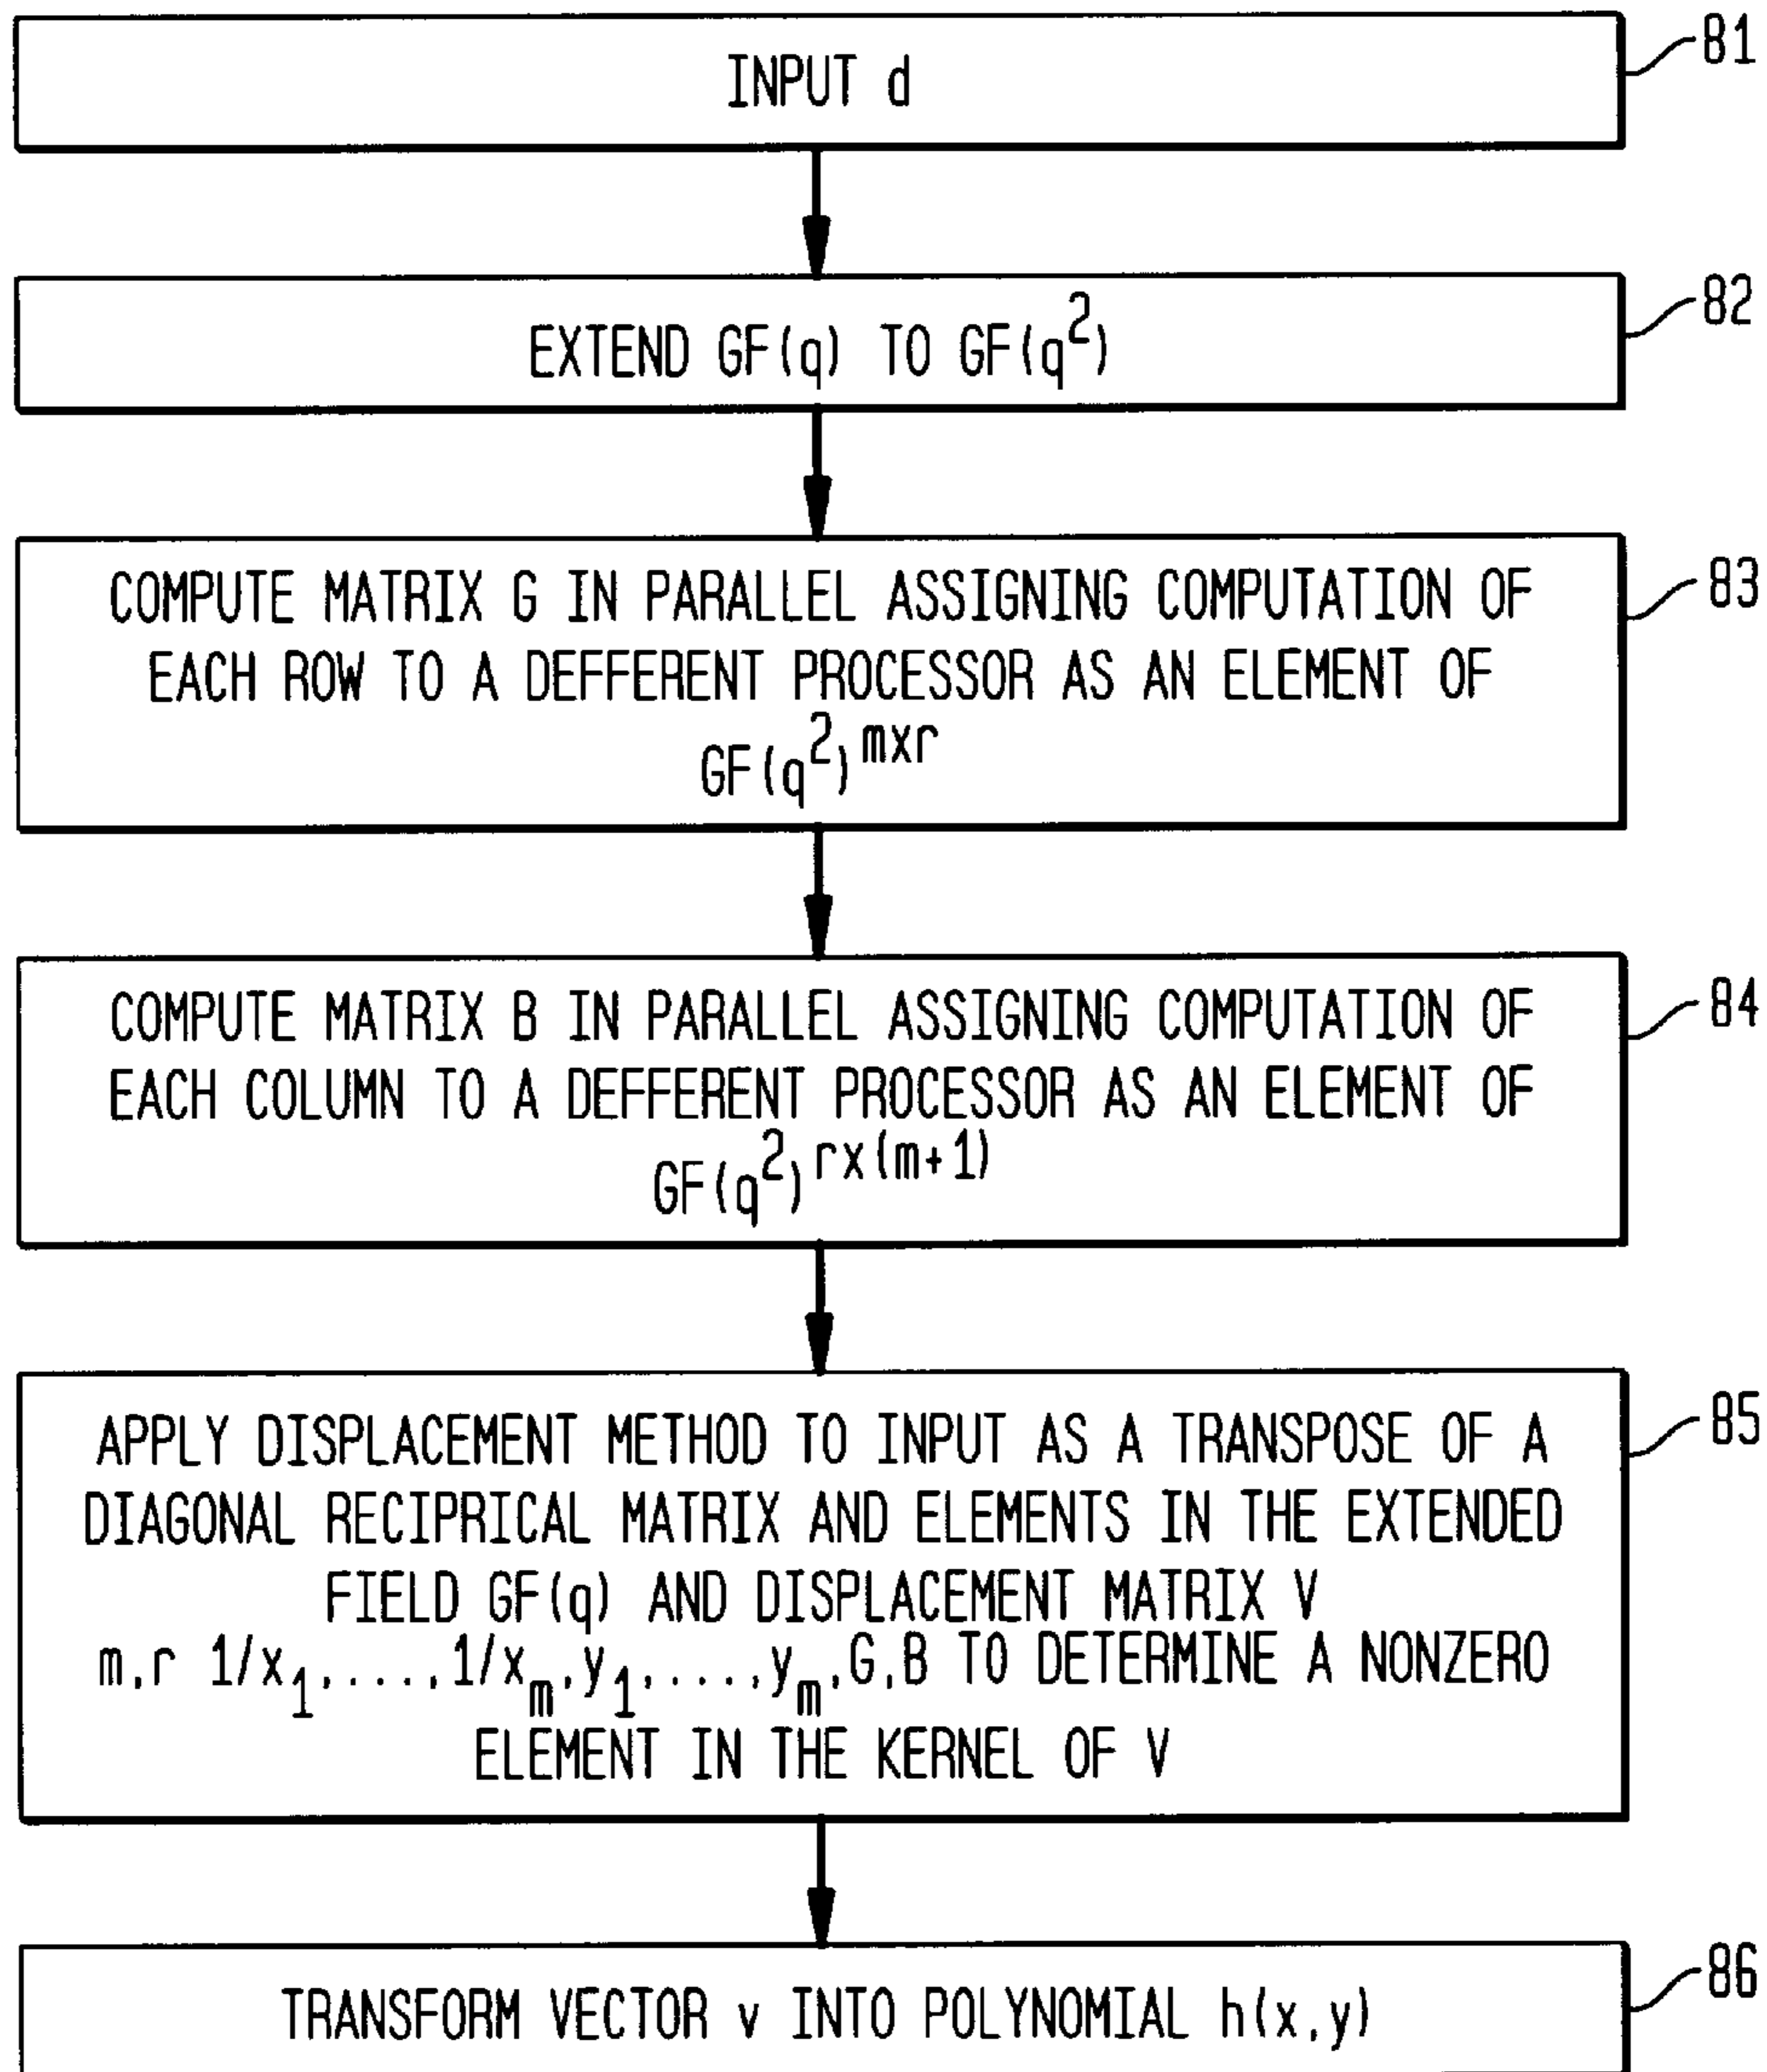 INPUT d
81
EXTEND GF(q) TO GF(q²)
82
COMPUTE MATRIX G IN PARALLEL ASSIGNING COMPUTATION OF
EACH ROW TO A DEFFERENT PROCESSOR AS AN ELEMENT OF
GF(q²)^mxr
83
COMPUTE MATRIX B IN PARALLEL ASSIGNING COMPUTATION OF
EACH COLUMN TO A DEFFERENT PROCESSOR AS AN ELEMENT OF
GF(q²)^rx(m+1)
84
APPLY DISPLACEMENT METHOD TO INPUT AS A TRANSPOSE OF A
DIAGONAL RECIPRICAL MATRIX AND ELEMENTS IN THE EXTENDED
FIELD GF(q) AND DISPLACEMENT MATRIX V
m,r 1/x₁,...,1/xₘ,y₁,...,yₘ,G,B TO DETERMINE A NONZERO
ELEMENT IN THE KERNEL OF V
85
TRANSFORM VECTOR v INTO POLYNOMIAL h(x,y)
86